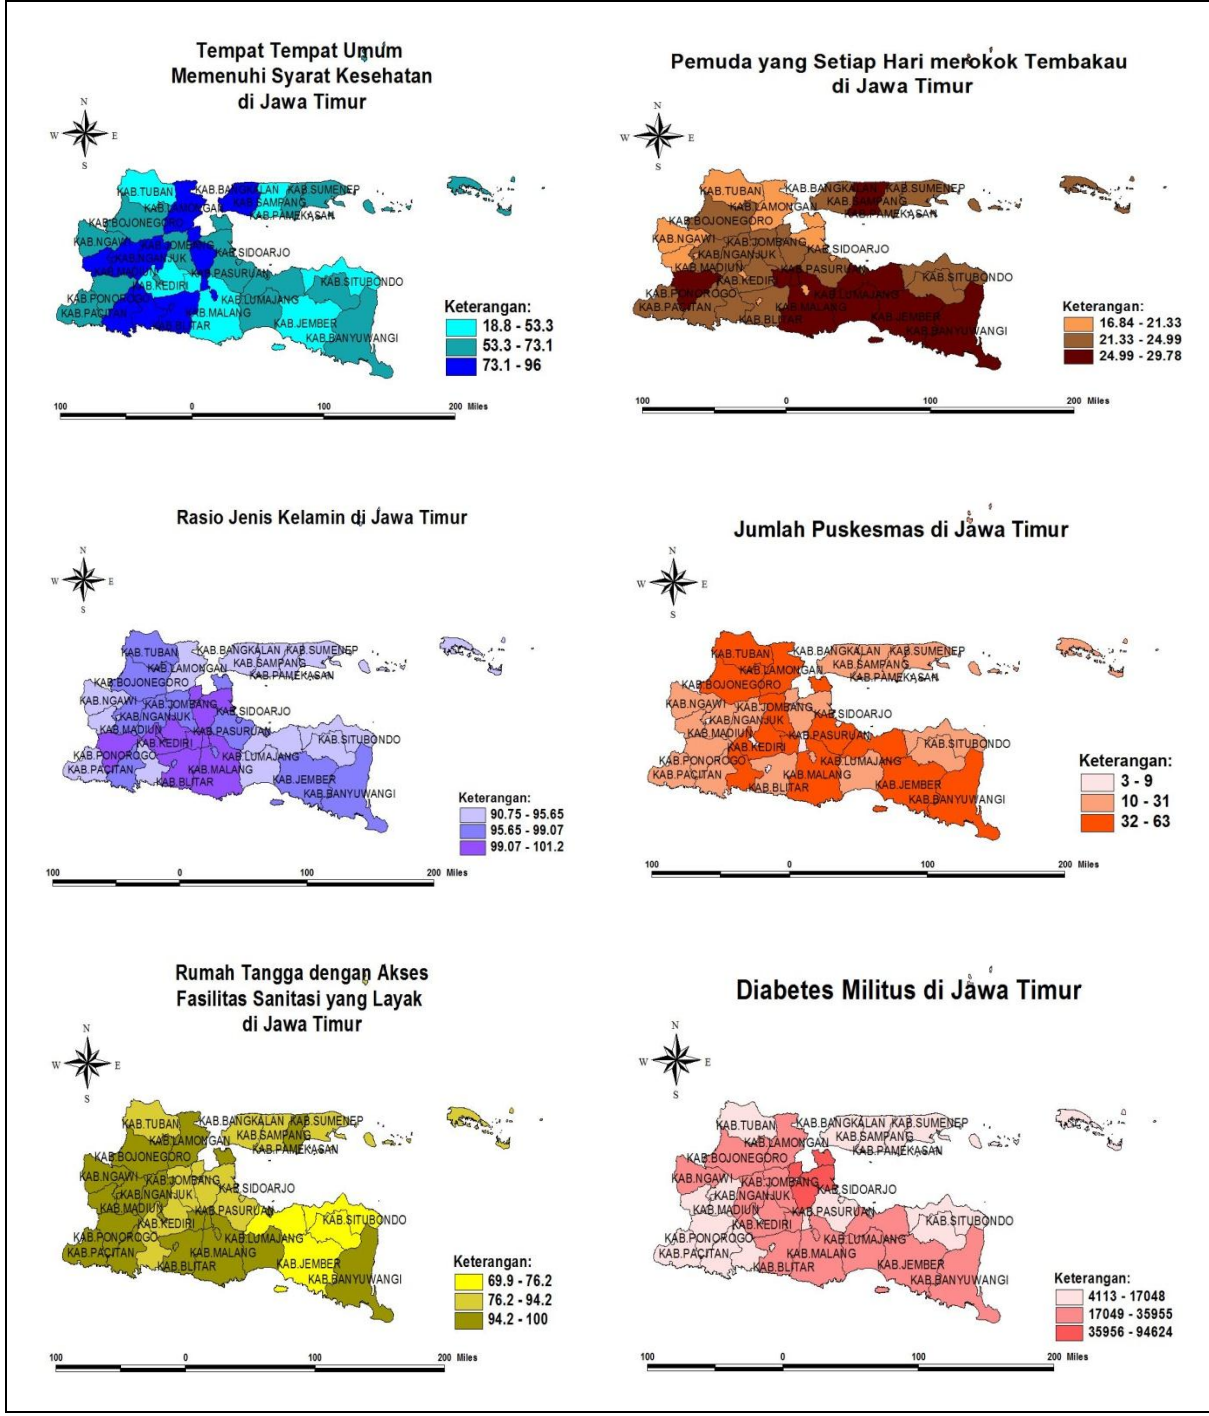 Tempat Tempat Umum
Memenuhi Syarat Kesehatan
di Jawa Timur
N
W E
S
KAB.TUBAN
KAB.BANGKALAN
KAB.SUMENEP
KAB.LAMONGAN
KAB.SAMPANG
KAB.PAMEKASAN
KAB.BOJONEGORO
KAB.NGAWI
KAB.JOMBANG
KAB.SIDOARJO
KAB.NGANJUK
KAB.MADIUN
KAB.PASURUAN
KAB.SITUBONDO
KAB.KEDIRI
KAB.PONOROGO
KAB.LUMAJANG
KAB.PACITAN
KAB.MALANG
KAB.BLITAR
KAB.JEMBER
KAB.BANYUWANGI
Keterangan:
18.8 - 53.3
53.3 - 73.1
73.1 - 96
100 0 100 200 Miles
Pemuda yang Setiap Hari merokok Tembakau
di Jawa Timur
N
W E
S
KAB.TUBAN
KAB.BANGKALAN
KAB.SUMENEP
KAB.LAMONGAN
KAB.SAMPANG
KAB.PAMEKASAN
KAB.BOJONEGORO
KAB.NGAWI
KAB.JOMBANG
KAB.SIDOARJO
KAB.NGANJUK
KAB.MADIUN
KAB.PASURUAN
KAB.SITUBONDO
KAB.KEDIRI
KAB.PONOROGO
KAB.LUMAJANG
KAB.PACITAN
KAB.MALANG
KAB.BLITAR
KAB.JEMBER
KAB.BANYUWANGI
Keterangan:
16.84 - 21.33
21.33 - 24.99
24.99 - 29.78
100 0 100 200 Miles
Rasio Jenis Kelamin di Jawa Timur
N
W E
S
KAB.TUBAN
KAB.BANGKALAN
KAB.SUMENEP
KAB.LAMONGAN
KAB.SAMPANG
KAB.PAMEKASAN
KAB.BOJONEGORO
KAB.NGAWI
KAB.JOMBANG
KAB.SIDOARJO
KAB.NGANJUK
KAB.MADIUN
KAB.PASURUAN
KAB.SITUBONDO
KAB.KEDIRI
KAB.PONOROGO
KAB.LUMAJANG
KAB.PACITAN
KAB.MALANG
KAB.BLITAR
KAB.JEMBER
KAB.BANYUWANGI
Keterangan:
90.75 - 95.65
95.65 - 99.07
99.07 - 101.2
100 0 100 200 Miles
Jumlah Puskesmas di Jawa Timur
N
W E
S
KAB.TUBAN
KAB.BANGKALAN
KAB.SUMENEP
KAB.LAMONGAN
KAB.SAMPANG
KAB.PAMEKASAN
KAB.BOJONEGORO
KAB.NGAWI
KAB.JOMBANG
KAB.SIDOARJO
KAB.NGANJUK
KAB.MADIUN
KAB.PASURUAN
KAB.SITUBONDO
KAB.KEDIRI
KAB.PONOROGO
KAB.LUMAJANG
KAB.PACITAN
KAB.MALANG
KAB.BLITAR
KAB.JEMBER
KAB.BANYUWANGI
Keterangan:
3 - 9
10 - 31
32 - 63
100 0 100 200 Miles
Rumah Tangga dengan Akses
Fasilitas Sanitasi yang Layak
di Jawa Timur
N
W E
S
KAB.TUBAN
KAB.BANGKALAN
KAB.SUMENEP
KAB.LAMONGAN
KAB.SAMPANG
KAB.PAMEKASAN
KAB.BOJONEGORO
KAB.NGAWI
KAB.JOMBANG
KAB.SIDOARJO
KAB.NGANJUK
KAB.MADIUN
KAB.PASURUAN
KAB.SITUBONDO
KAB.KEDIRI
KAB.PONOROGO
KAB.LUMAJANG
KAB.PACITAN
KAB.MALANG
KAB.BLITAR
KAB.JEMBER
KAB.BANYUWANGI
Keterangan:
69.9 - 76.2
76.2 - 94.2
94.2 - 100
100 0 100 200 Miles
Diabetes Militus di Jawa Timur
N
W E
S
KAB.TUBAN
KAB.BANGKALAN
KAB.SUMENEP
KAB.LAMONGAN
KAB.SAMPANG
KAB.PAMEKASAN
KAB.BOJONEGORO
KAB.NGAWI
KAB.JOMBANG
KAB.SIDOARJO
KAB.NGANJUK
KAB.MADIUN
KAB.PASURUAN
KAB.SITUBONDO
KAB.KEDIRI
KAB.PONOROGO
KAB.LUMAJANG
KAB.PACITAN
KAB.MALANG
KAB.BLITAR
KAB.JEMBER
KAB.BANYUWANGI
Keterangan:
4113 - 17048
17049 - 35955
35956 - 94624
100 0 100 200 Miles